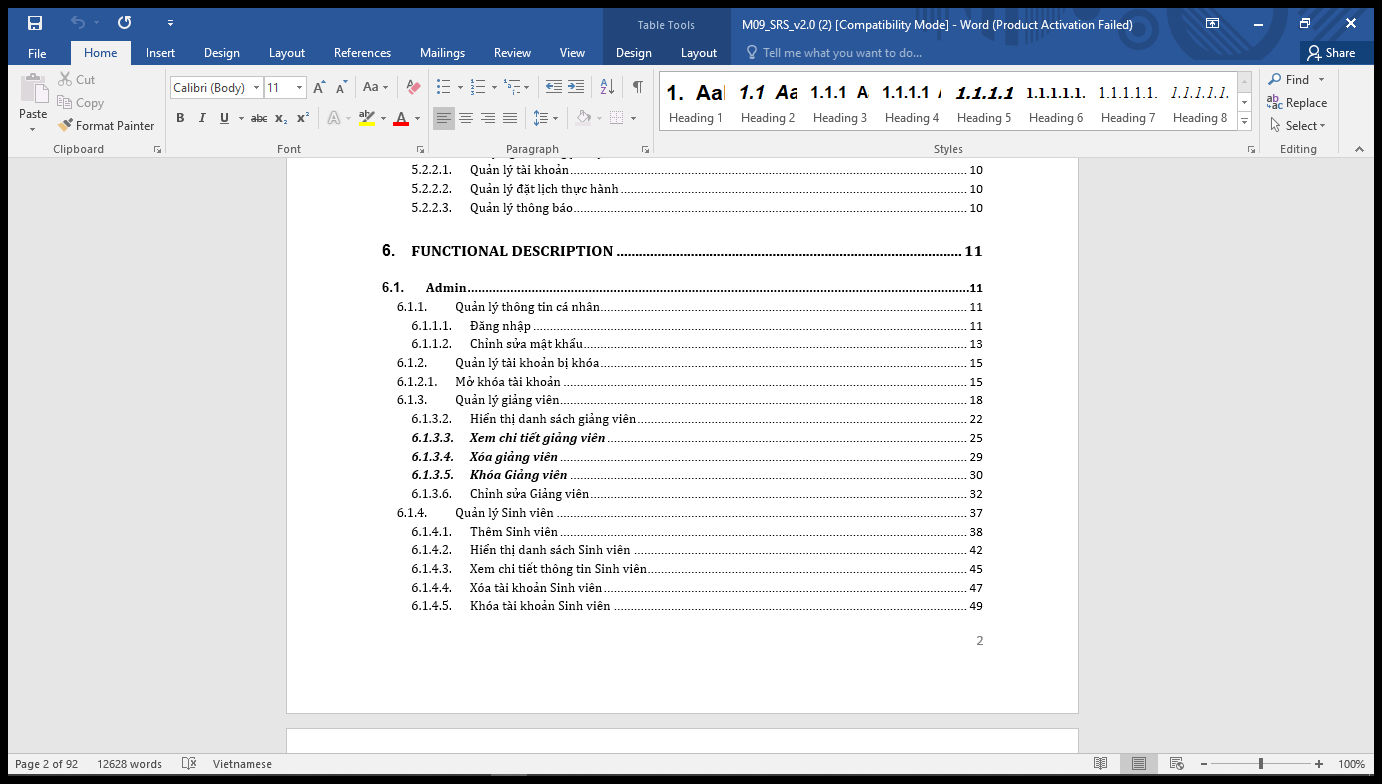 Table Tools
M09_SRS_v2.0 (2) [Compatibility Mode] - Word (Product Activation Failed)
File Home Insert Design Layout References Mailings Review View Design Layout Tell me what you want to do... Share
Paste
Cut
Copy
Format Painter
Clipboard
Calibri (Body) 11
Aa
B I U abc x₂ x² A ab A
Font
Paragraph
1. Aa 1.1 Aa 1.1.1 A 1.1.1.1 1.1.1.1 1.1.1.1.1. 1.1.1.1.1. 1.1.1.1.1.
Heading 1 Heading 2 Heading 3 Heading 4 Heading 5 Heading 6 Heading 7 Heading 8
Styles
Find
Replace
Select
Editing
5.2.2.1. Quản lý tài khoản 10
5.2.2.2. Quản lý đặt lịch thực hành 10
5.2.2.3. Quản lý thông báo 10
6. FUNCTIONAL DESCRIPTION 11
6.1. Admin 11
6.1.1. Quản lý thông tin cá nhân 11
6.1.1.1. Đăng nhập 11
6.1.1.2. Chỉnh sửa mật khẩu 13
6.1.2. Quản lý tài khoản bị khóa 15
6.1.2.1. Mở khóa tài khoản 15
6.1.3. Quản lý giảng viên 18
6.1.3.2. Hiển thị danh sách giảng viên 22
6.1.3.3. Xem chi tiết giảng viên 25
6.1.3.4. Xóa giảng viên 29
6.1.3.5. Khóa Giảng viên 30
6.1.3.6. Chỉnh sửa Giảng viên 32
6.1.4. Quản lý Sinh viên 37
6.1.4.1. Thêm Sinh viên 38
6.1.4.2. Hiển thị danh sách Sinh viên 42
6.1.4.3. Xem chi tiết thông tin Sinh viên 45
6.1.4.4. Xóa tài khoản Sinh viên 47
6.1.4.5. Khóa tài khoản Sinh viên 49
2
Page 2 of 92 12628 words Vietnamese 100%